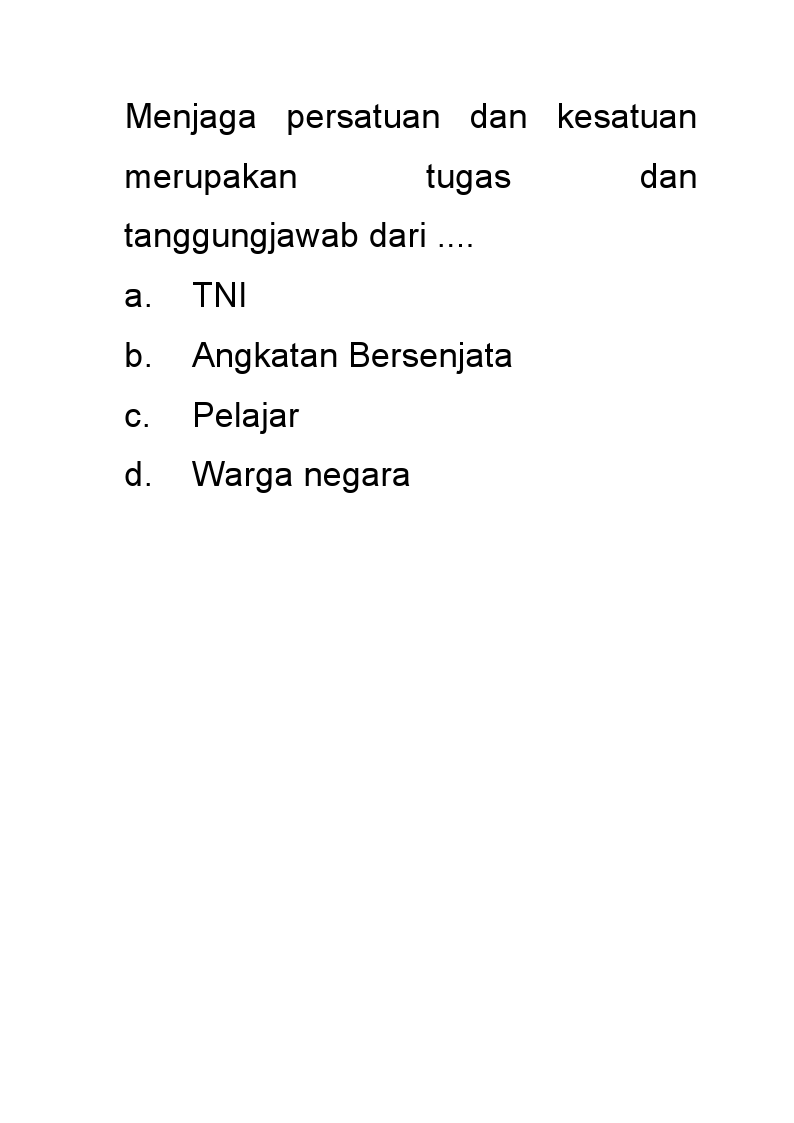 Menjaga persatuan dan kesatuan
merupakan tugas dan
tanggungjawab dari ....
a. TNI
b. Angkatan Bersenjata
c. Pelajar
d. Warga negara